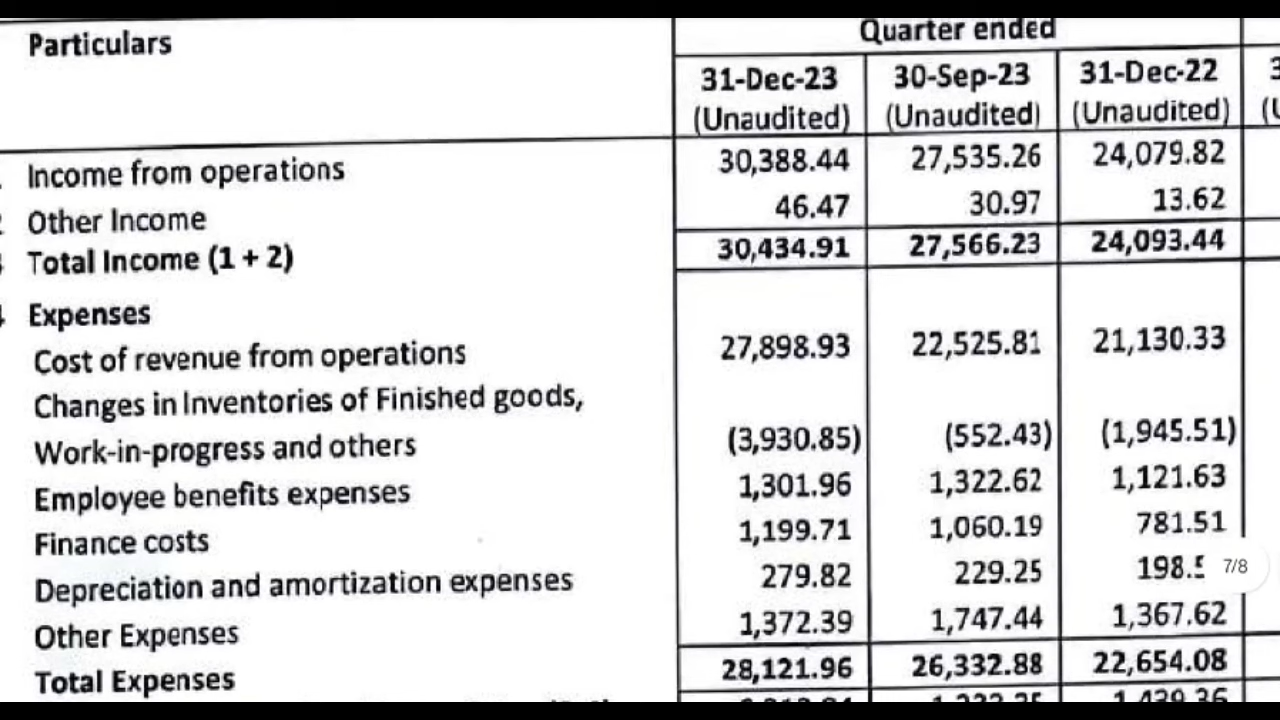 Particulars Quarter ended
31-Dec-23 30-Sep-23 31-Dec-22
(Unaudited) (Unaudited) (Unaudited)
Income from operations 30,388.44 27,535.26 24,079.82
Other Income 46.47 30.97 13.62
Total Income (1 + 2) 30,434.91 27,566.23 24,093.44
Expenses
Cost of revenue from operations 27,898.93 22,525.81 21,130.33
Changes in Inventories of Finished goods,
Work-in-progress and others (3,930.85) (552.43) (1,945.51)
Employee benefits expenses 1,301.96 1,322.62 1,121.63
Finance costs 1,199.71 1,060.19 781.51
Depreciation and amortization expenses 279.82 229.25 7/8
Other Expenses 1,372.39 1,747.44 1,367.62
Total Expenses 28,121.96 26,332.88 22,654.08